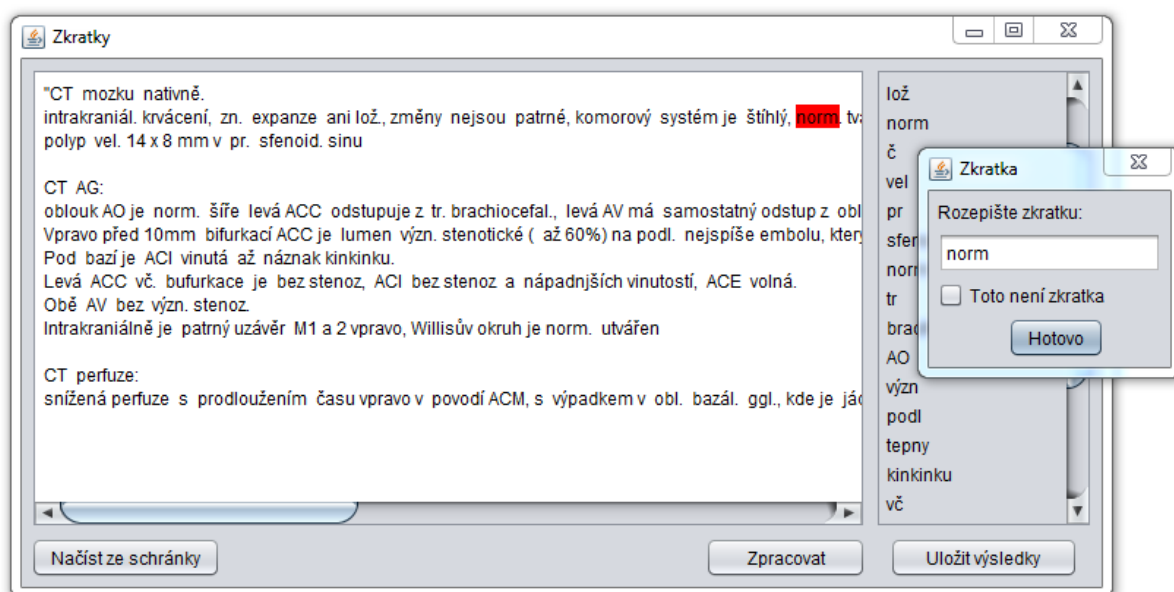 Zkratky
"CT mozku nativně.
intrakraniál. krvácení, zn. expanze ani lož., změny nejsou patrné, komorový systém je štíhlý, norm.
polyp vel. 14 x 8 mm v pr. sfenoid. sinu
CT AG:
oblouk AO je norm. šíře levá ACC odstupuje z tr. brachiocefal., levá AV má samostatný odstup z
Vpravo před 10mm bifurkací ACC je lumen význ. stenotické ( až 60%) na podl. nejspíše embolu,
Pod bazí je ACI vinutá až náznak kinkinku.
Levá ACC vč. bufurkace je bez stenoz, ACI bez stenoz a nápadnjších vinutostí, ACE volná.
Obě AV bez význ. stenoz.
Intrakraniálně je patrný uzávěr M1 a 2 vpravo, Willisův okruh je norm. utvářen
CT perfuze:
snížená perfuze s prodloužením času vpravo v povodí ACM, s výpadkem v obl. bazál. ggl., kde je
lož
norm
č
vel
pr
tr
AO
význ
podl
tepny
kinkinku
vč
Zkratka
Rozepište zkratku:
norm
Toto není zkratka
Hotovo
Načíst ze schránky
Zpracovat
Uložit výsledky